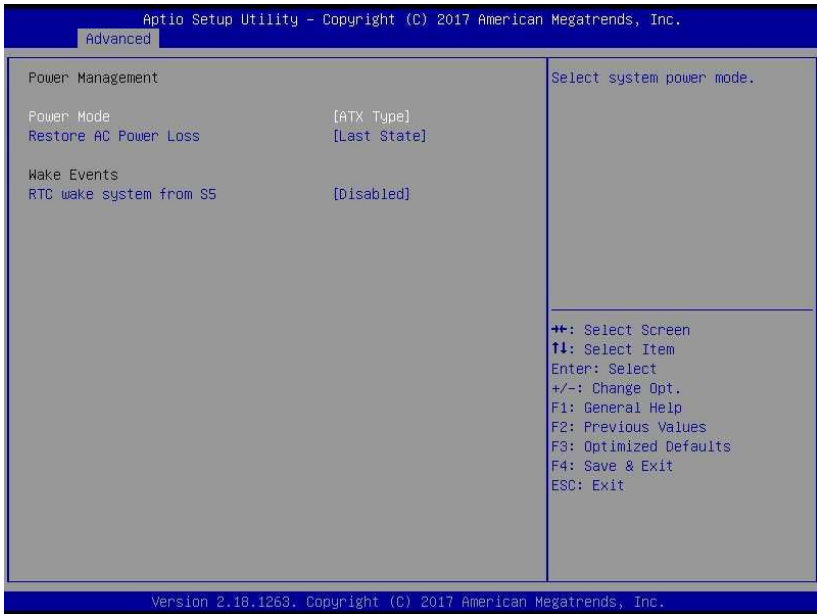 Aptio Setup Utility – Copyright (C) 2017 American Megatrends, Inc.
Advanced
Power Management
Power Mode [ATX Type]
Restore AC Power Loss [Last State]
Wake Events
RTC wake system from S5 [Disabled]
Select system power mode.
→←: Select Screen
↑↓: Select Item
Enter: Select
+/-: Change Opt.
F1: General Help
F2: Previous Values
F3: Optimized Defaults
F4: Save & Exit
ESC: Exit
Version 2.18.1263. Copyright (C) 2017 American Megatrends, Inc.